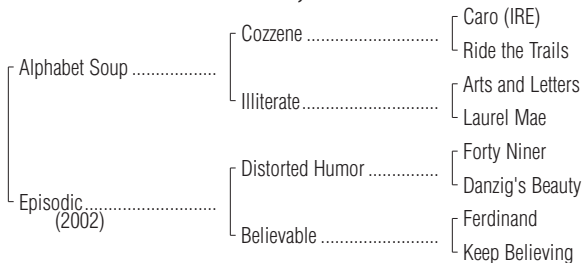 Caro (IRE)
Cozzene ..............................
Ride the Trails
Alphabet Soup ...................
Arts and Letters
Illiterate...............................
Laurel Mae
Forty Niner
Distorted Humor ................
Danzig's Beauty
Episodic..............................
(2002)
Ferdinand
Believable ...........................
Keep Believing